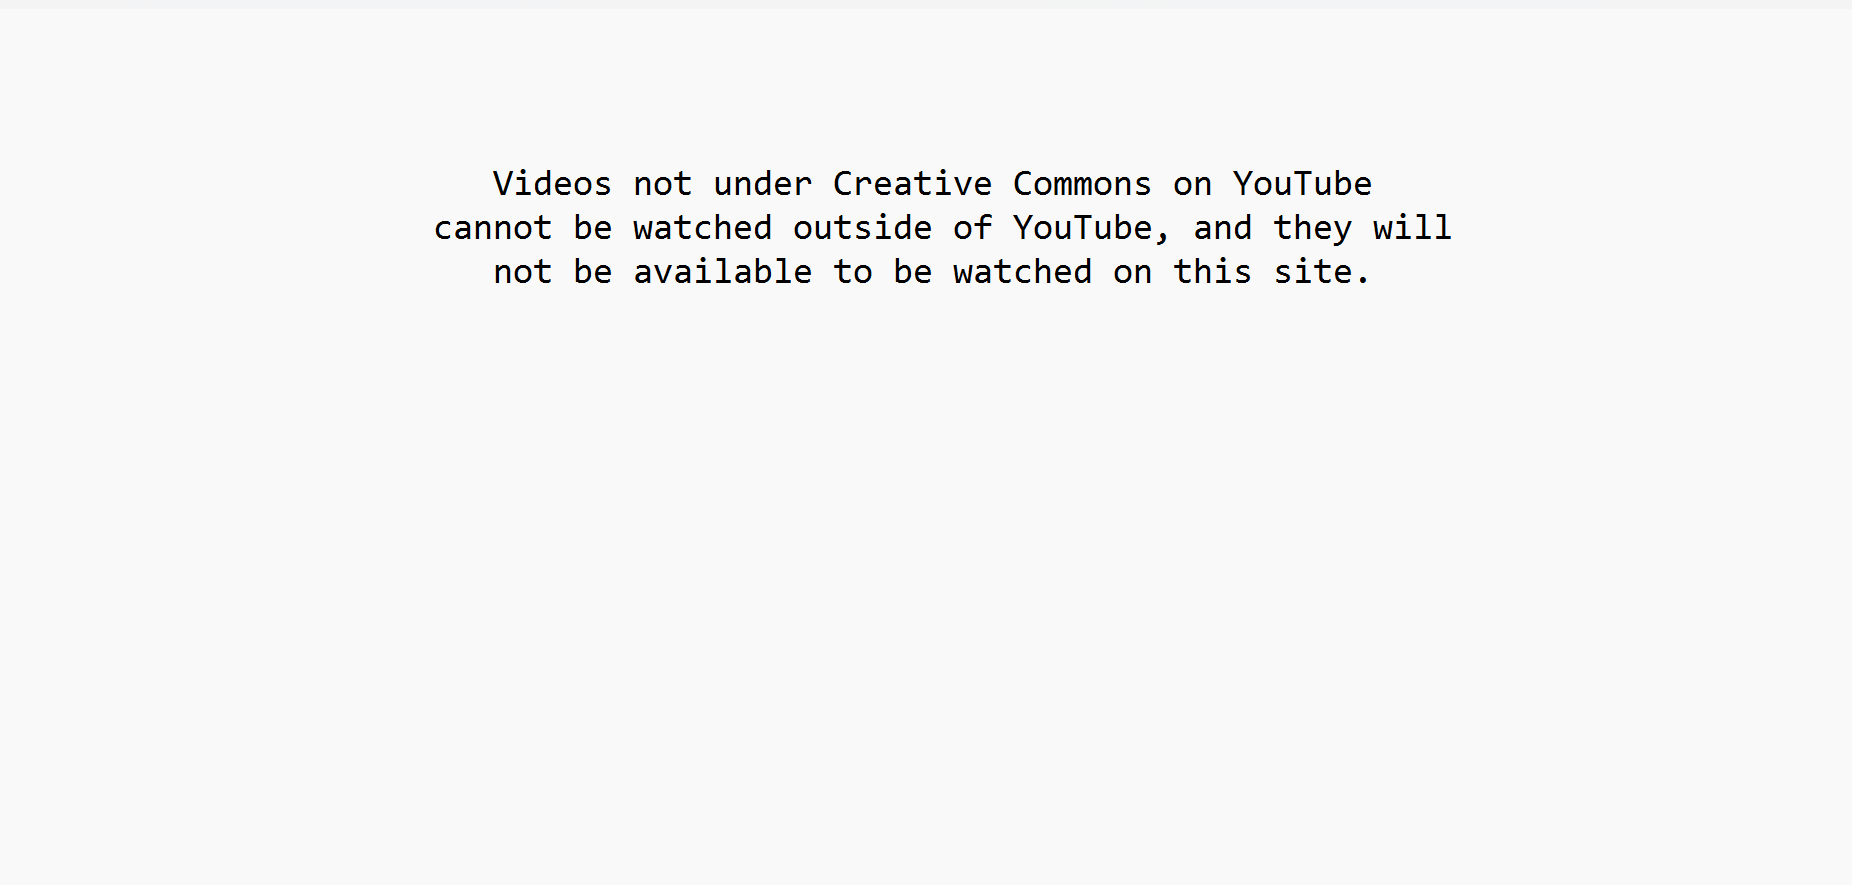 Videos not under Creative Commons on YouTube
cannot be watched outside of YouTube, and they will
not be available to be watched on this site.